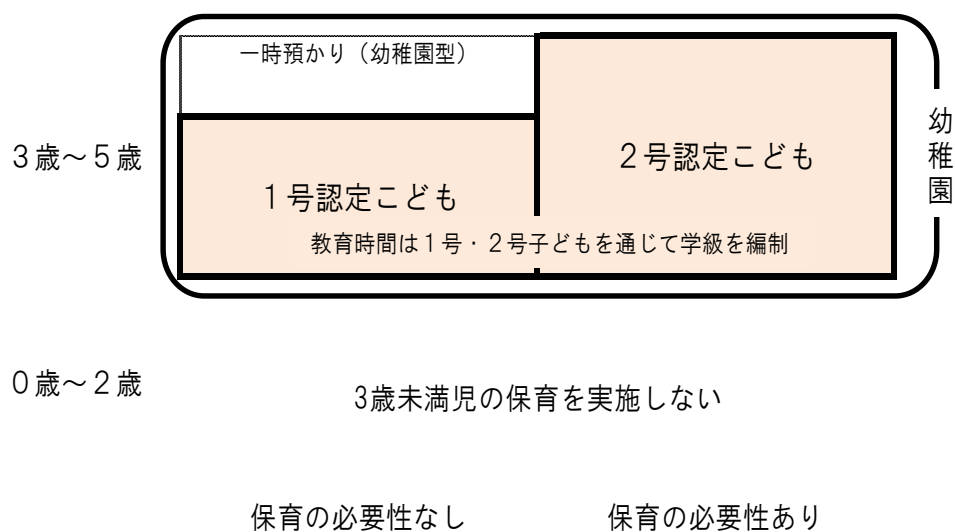 一時預かり（幼稚園型）
３歳～５歳
２号認定こども
１号認定こども
教育時間は１号・２号子どもを通じて学級を編制
幼稚園
０歳～２歳
3歳未満児の保育を実施しない
保育の必要性なし
保育の必要性あり